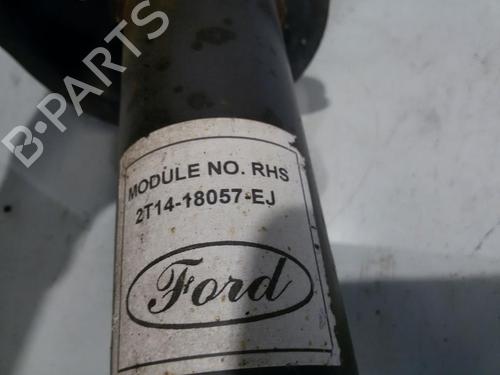 B-PARTS
MODULE NO. RHS
2T14-18057-EJ
Ford